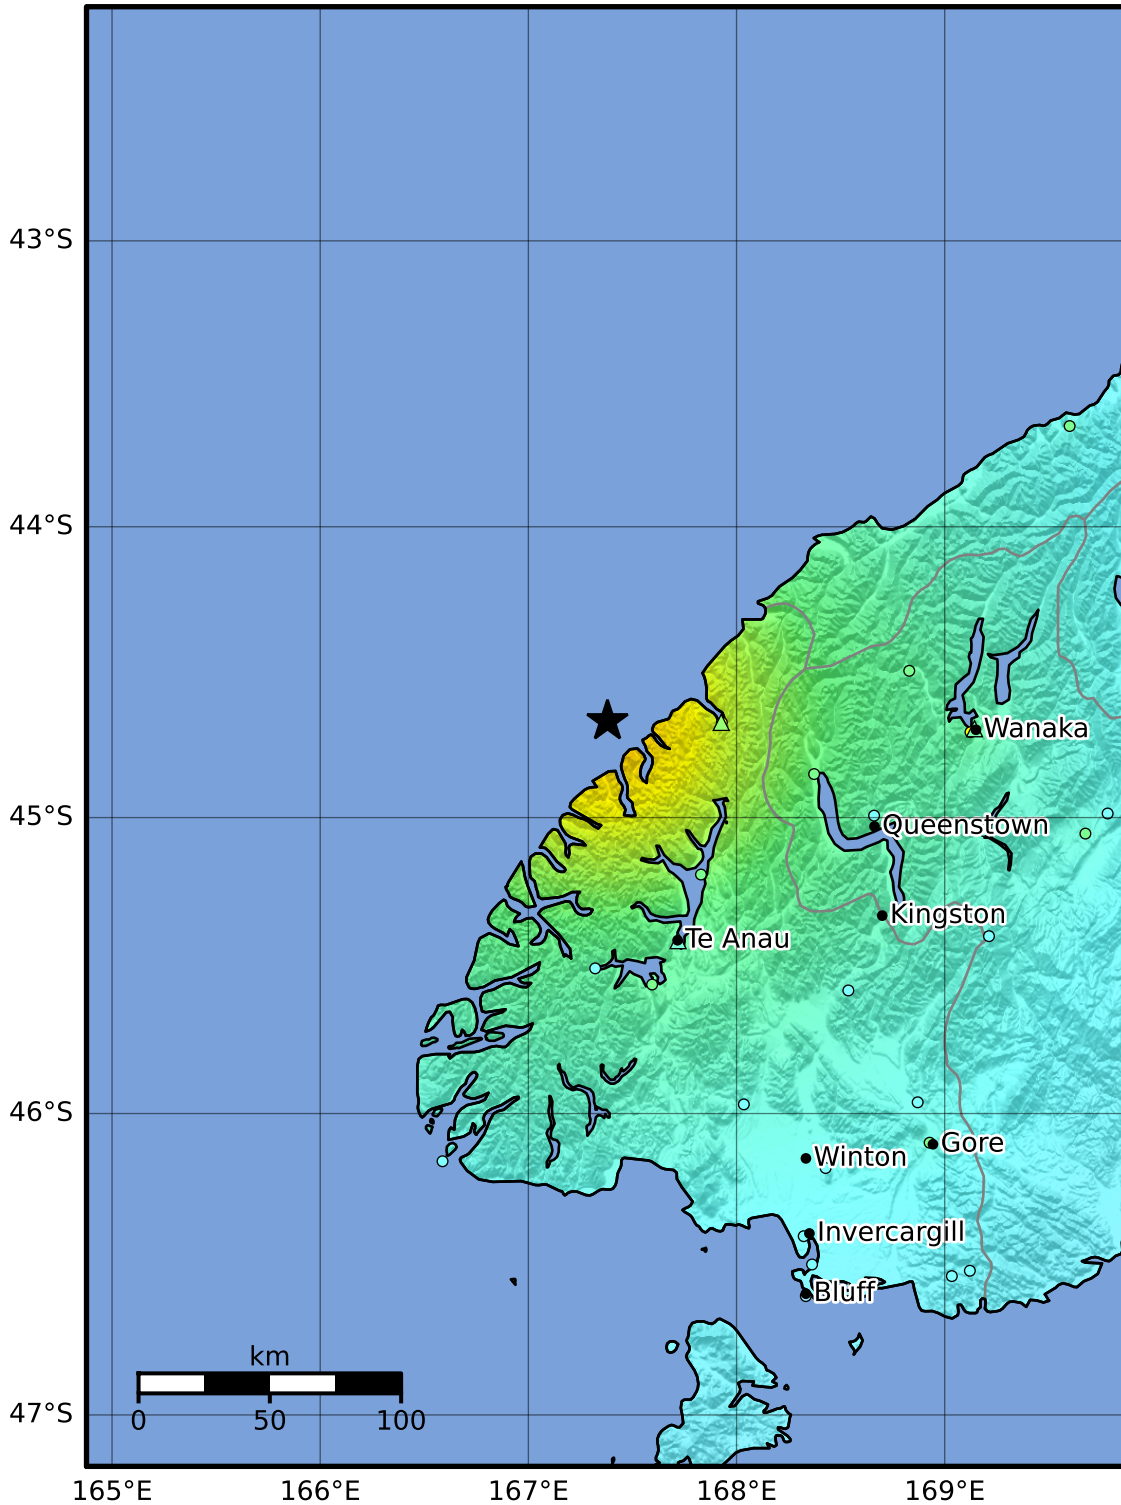 43°S
44°S
Wanaka
45°S
Queenstown
Kingston
Te Anau
46°S
Gore
Winton
Invercargill
Bluff
km
0 50 100
47°S
165°E 166°E 167°E 168°E 169°E